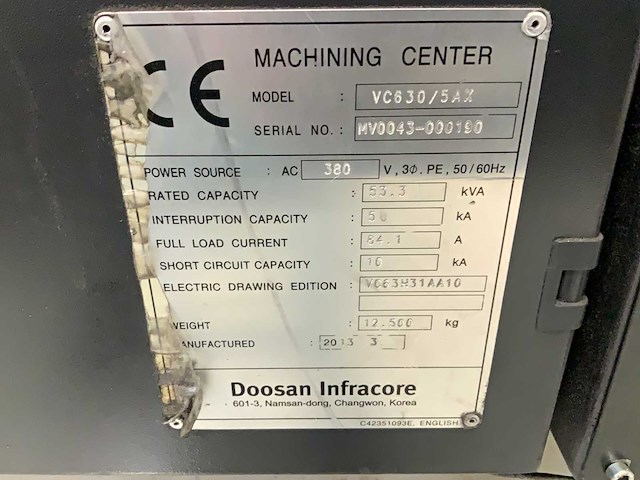 CE
MACHINING CENTER
MODEL : VC630/5AX
SERIAL NO. : MV0043-000190
POWER SOURCE : AC 380 V, 3Φ. PE, 50/60Hz
RATED CAPACITY : 53.3 kVA
INTERRUPTION CAPACITY : 50 kA
FULL LOAD CURRENT : 84.1 A
SHORT CIRCUIT CAPACITY : 10 kA
ELECTRIC DRAWING EDITION :
WEIGHT : 12.500 kg
MANUFACTURED : 2013 3
Doosan Infracore
601-3, Namsan-dong, Changwon, Korea
C42351093E. ENGLISH